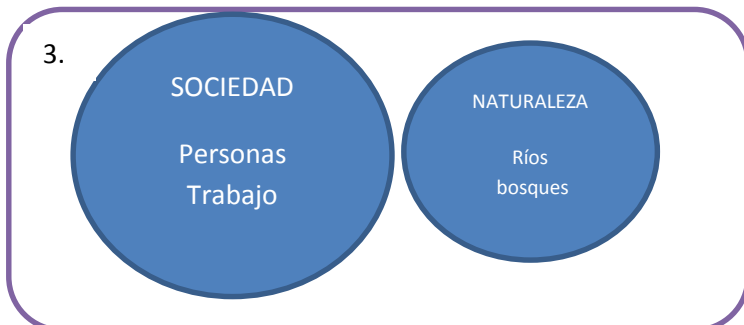 3.
SOCIEDAD
Personas
Trabajo
NATURALEZA
Ríos
bosques